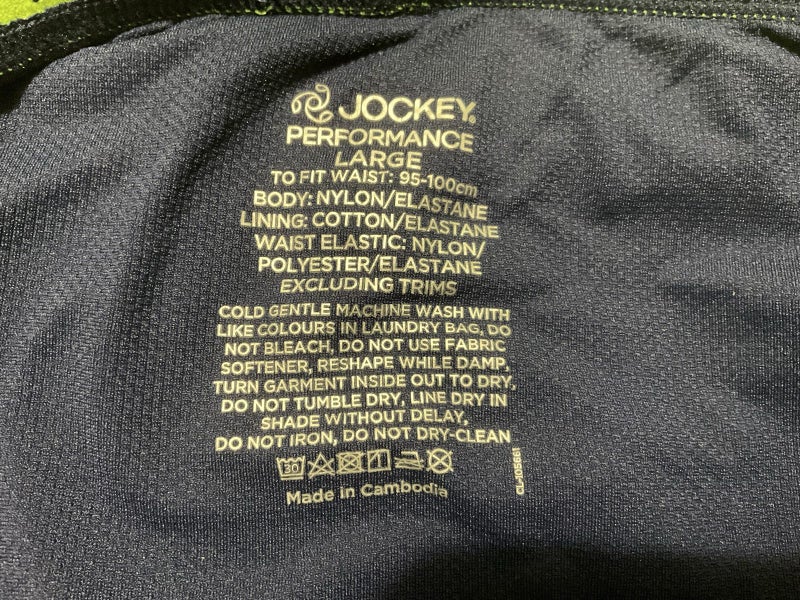 JOCKEY.
PERFORMANCE
LARGE
TO FIT WAIST: 95-100cm
BODY: NYLON/ELASTANE
LINING: COTTON/ELASTANE
WAIST ELASTIC: NYLON/
POLYESTER/ELASTANE
EXCLUDING TRIMS
COLD GENTLE MACHINE WASH WITH
LIKE COLOURS IN LAUNDRY BAG, DO
NOT BLEACH, DO NOT USE FABRIC
SOFTENER, RESHAPE WHILE DAMP,
TURN GARMENT INSIDE OUT TO DRY,
DO NOT TUMBLE DRY, LINE DRY IN
SHADE WITHOUT DELAY,
DO NOT IRON, DO NOT DRY-CLEAN
30
Made in Cambodia